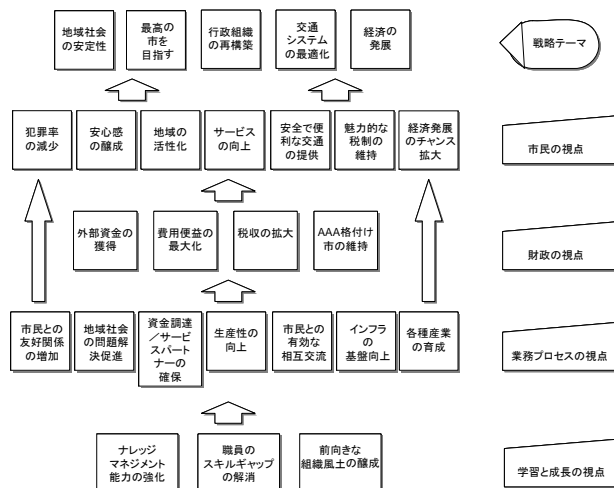 地域社会
の安定性
最高の
市を
目指す
行政組織
の再構築
交通
システム
の最適化
経済の
発展
戦略テーマ
犯罪率
の減少
安心感
の醸成
地域の
活性化
サービス
の向上
安全で便
利な交通
の提供
魅力的な
税制の
維持
経済発展
のチャンス
拡大
市民の視点
外部資金の
獲得
費用便益の
最大化
税収の拡大
AAA格付け
市の維持
財政の視点
市民との
友好関係
の増加
地域社会
の問題解
決促進
資金調達
／サービ
スパート
ナーの
確保
生産性の
向上
市民との
有効な
相互交流
インフラ
の
基盤向上
各種産業
の育成
業務プロセスの視点
ナレッジ
マネジメント
能力の強化
職員の
スキルギャップ
の解消
前向きな
組織風土の醸成
学習と成長の視点